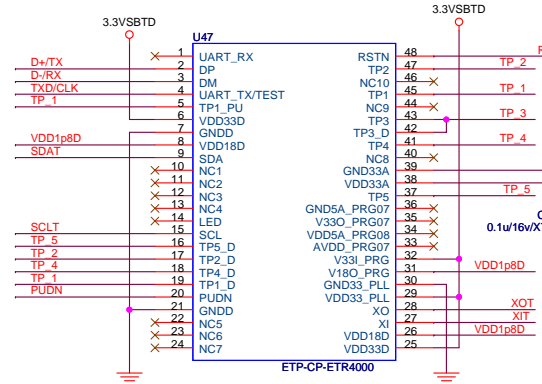 3.3VSBTD
3.3VSBTD
U47
1 UART_RX RSTN 48 R
D+/TX 2 DP TP2 47 TP_2
D-/RX 3 DM NC10 46
TXD/CLK 4 UART_TX/TEST TP1 45 TP_1
TP_1 5 TP1_PU NC9 44
6 VDD33D TP3 43 TP_3
7 GNDD TP3_D 42
VDD1p8D 8 VDD18D TP4 41 TP_4
SDAT 9 SDA NC8 40
10 NC1 GND33A 39
11 NC2 VDD33A 38
12 NC3 TP5 37 TP_5
13 NC4 GND5A_PRG07 36
14 LED V33O_PRG07 35
SCLT 15 SCL VDD5A_PRG08 34
TP_5 16 TP5_D AVDD_PRG07 33
TP_2 17 TP2_D V33I_PRG 32
TP_4 18 TP4_D V18O_PRG 31 VDD1p8D
TP_1 19 TP1_D GND33_PLL 30
PUDN 20 PUDN VDD33_PLL 29
21 GNDD XO 28 XOT
22 NC5 XI 27 XIT
23 NC6 VDD18D 26 VDD1p8D
24 NC7 VDD33D 25
0.1u/16v/X
ETP-CP-ETR4000